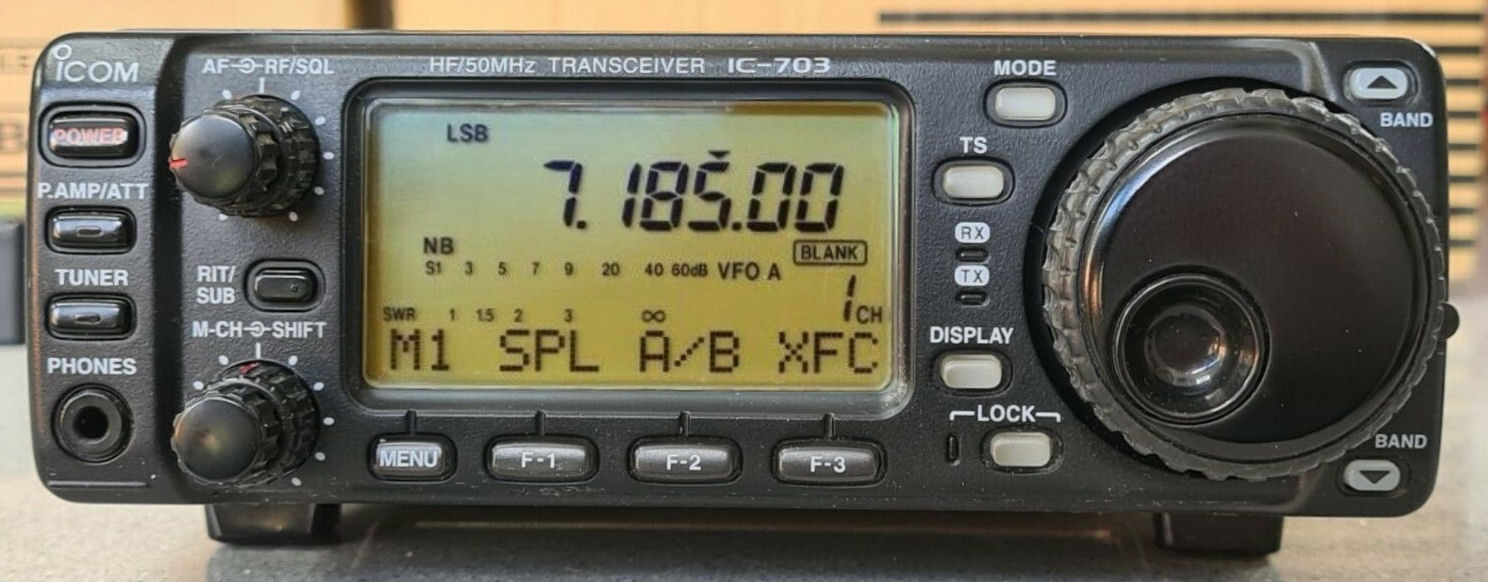 ICOM
POWER
P.AMP/ATT
TUNER
PHONES
AF RF/SQL
RIT/
SUB
M-CH SHIFT
HF/50MHz TRANSCEIVER IC-703
LSB
7.185.00
NB
BLANK
S1 3 5 7 9 20 40 60dB VFO A
1CH
SWR 1 1.5 2 3 ∞
M1 SPL A/B XFC
MENU F-1 F-2 F-3
MODE
TS
RX
TX
DISPLAY
LOCK
BAND
BAND